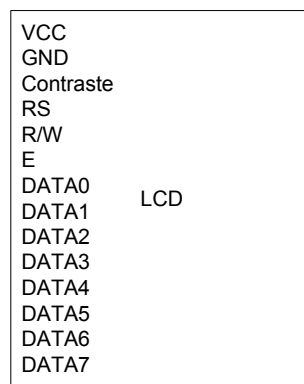 VCC
GND
Contraste
RS
R/W
E
DATA0
DATA1
DATA2
DATA3
DATA4
DATA5
DATA6
DATA7
LCD